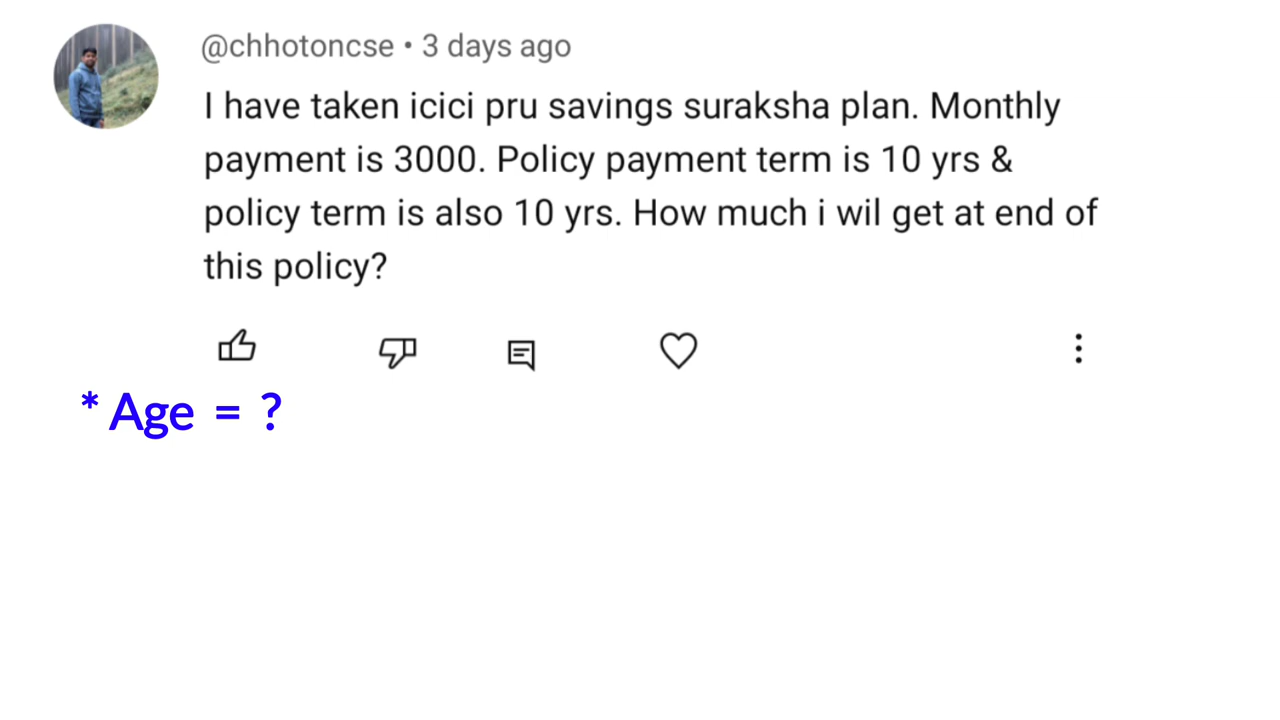 @chhotoncse • 3 days ago
I have taken icici pru savings suraksha plan. Monthly
payment is 3000. Policy payment term is 10 yrs &
policy term is also 10 yrs. How much i wil get at end of
this policy?
* Age = ?